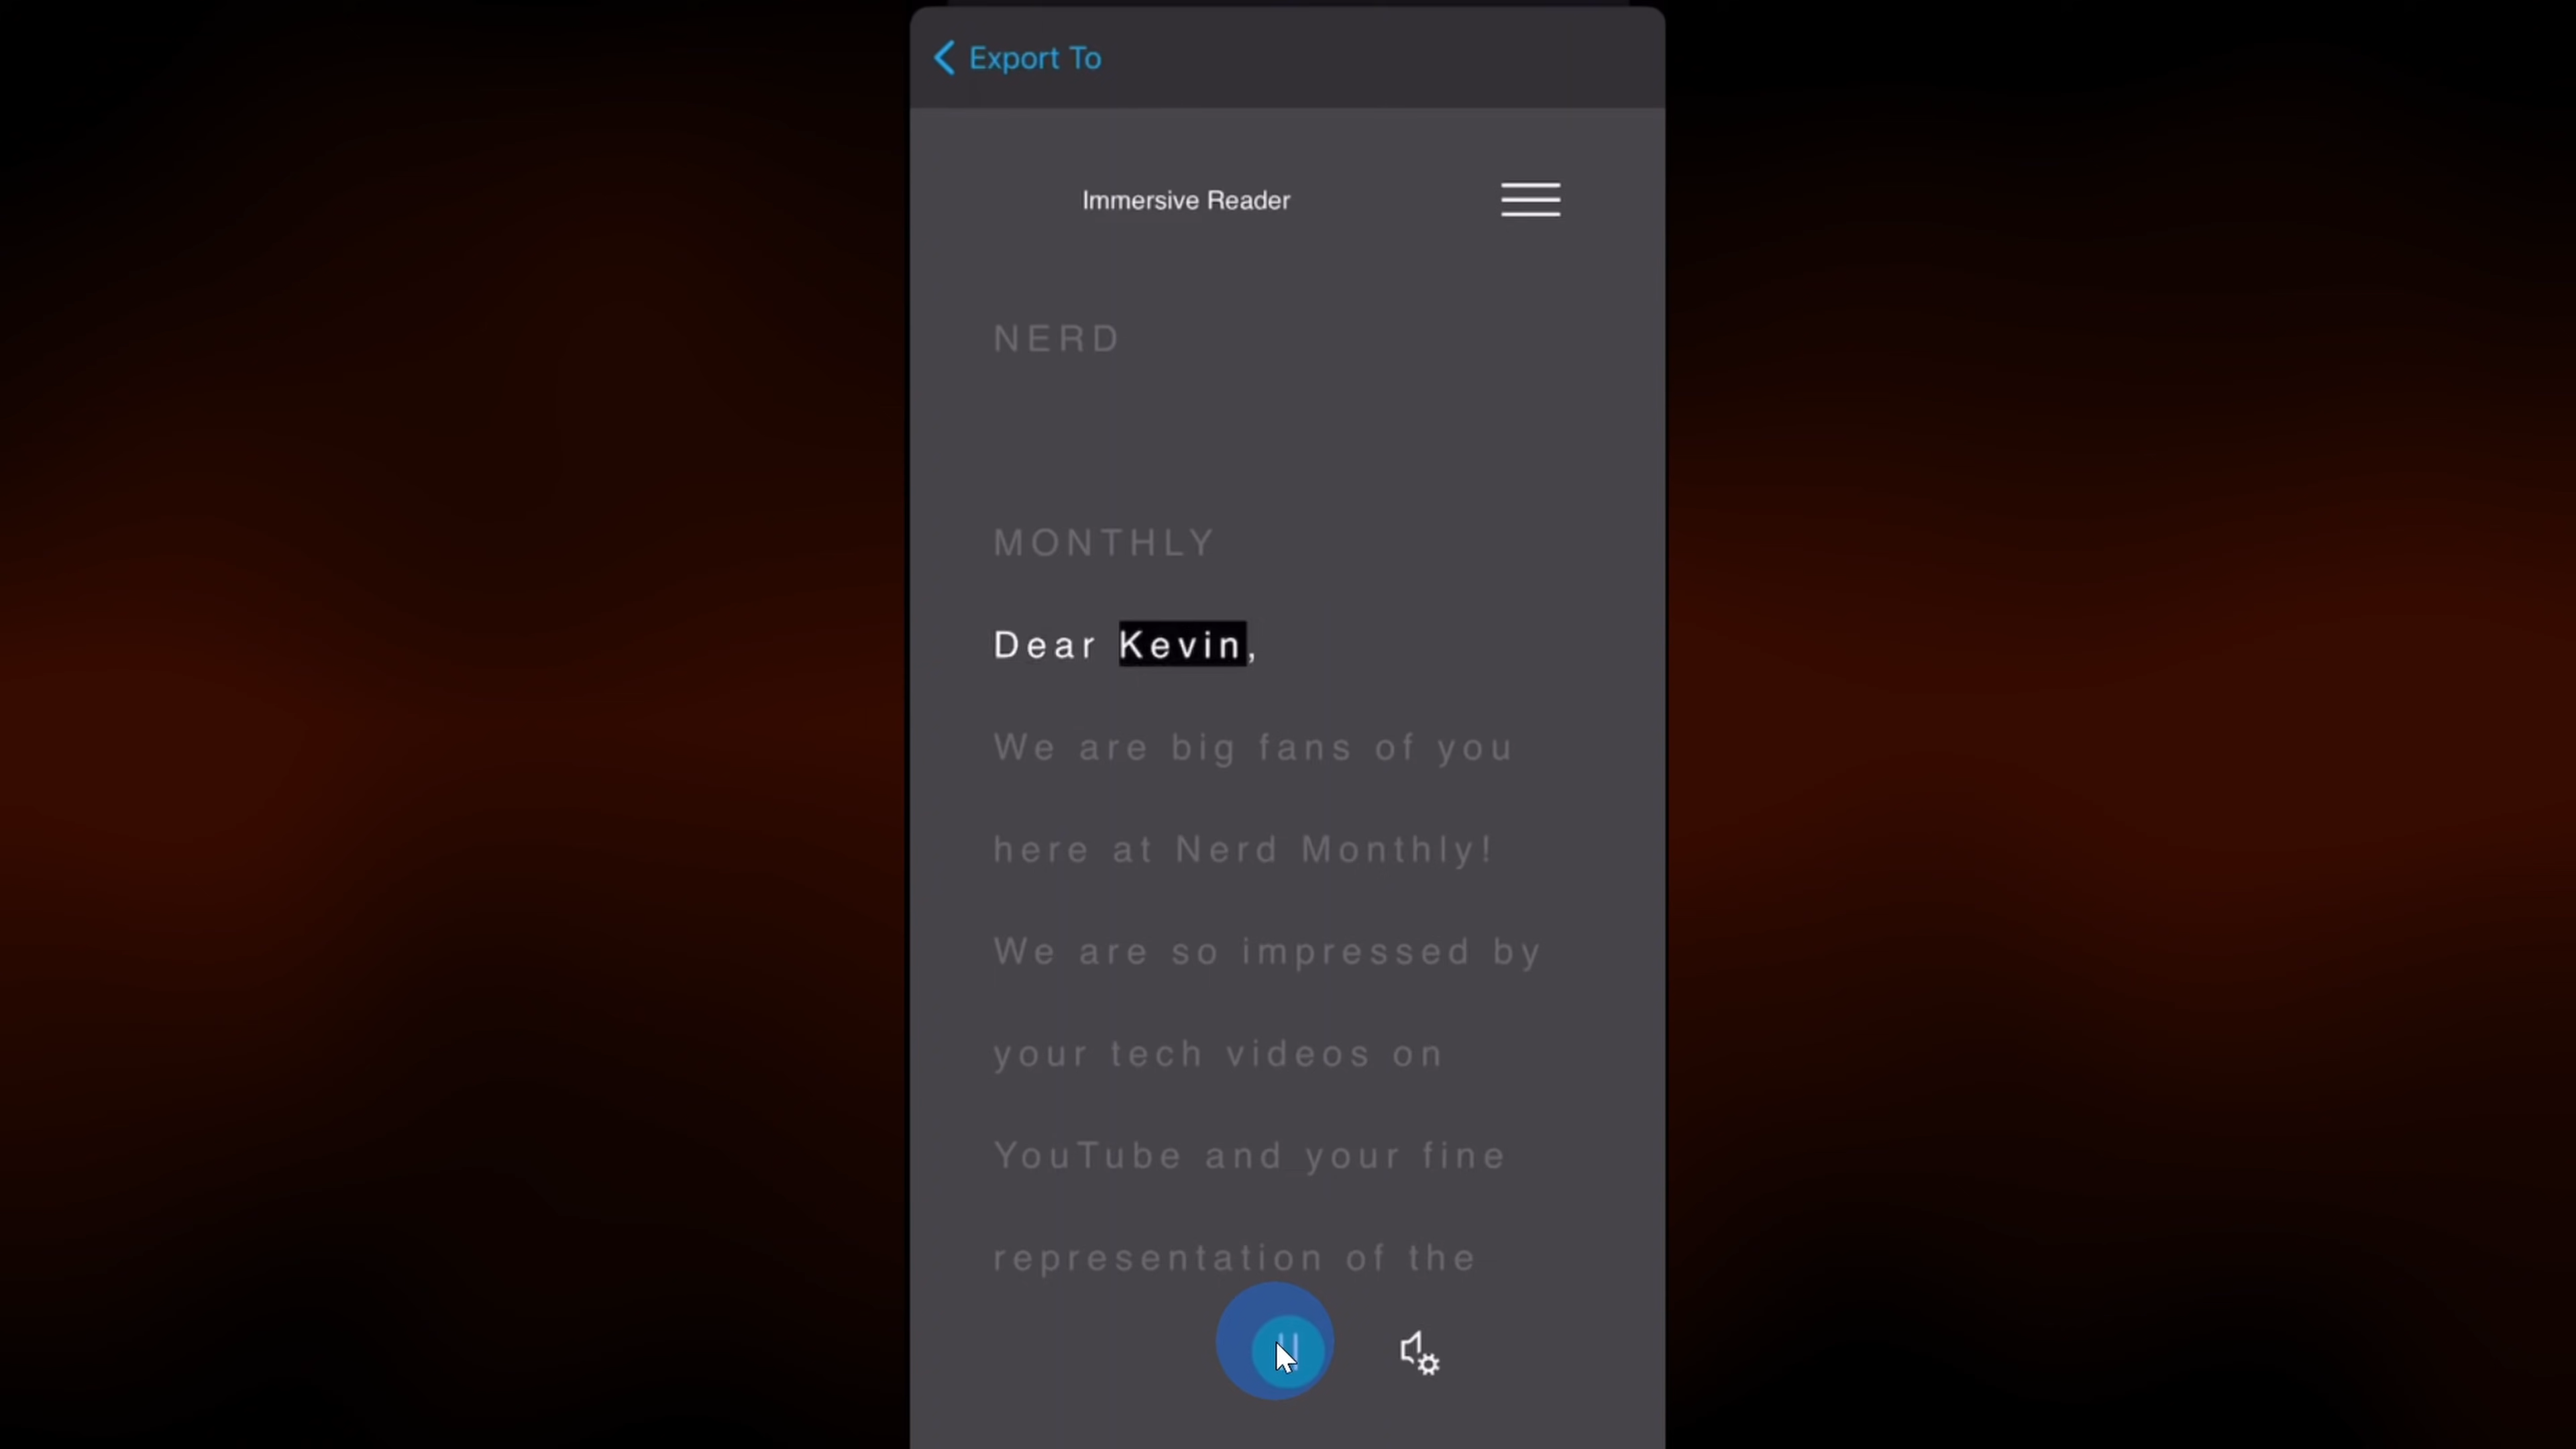 Export To
Immersive Reader
NERD
MONTHLY
Dear Kevin,
We are big fans of you
here at Nerd Monthly!
We are so impressed by
your tech videos on
YouTube and your fine
representation of the